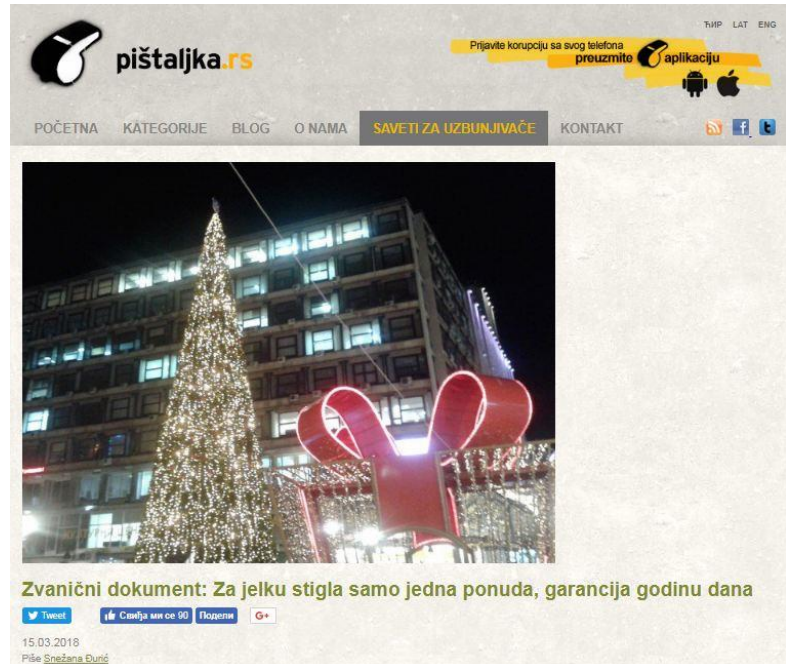 ЋИР LAT ENG
pištaljka.rs
Prijavite korupciju sa svog telefona
preuzmite aplikaciju
POČETNA KATEGORIJE BLOG O NAMA SAVETI ZA UZBUNJIVAČE KONTAKT
Zvanični dokument: Za jelku stigla samo jedna ponuda, garancija godinu dana
Tweet Свиђа ми се 90 Подели G+
15.03.2018
Piše Snežana Đurić